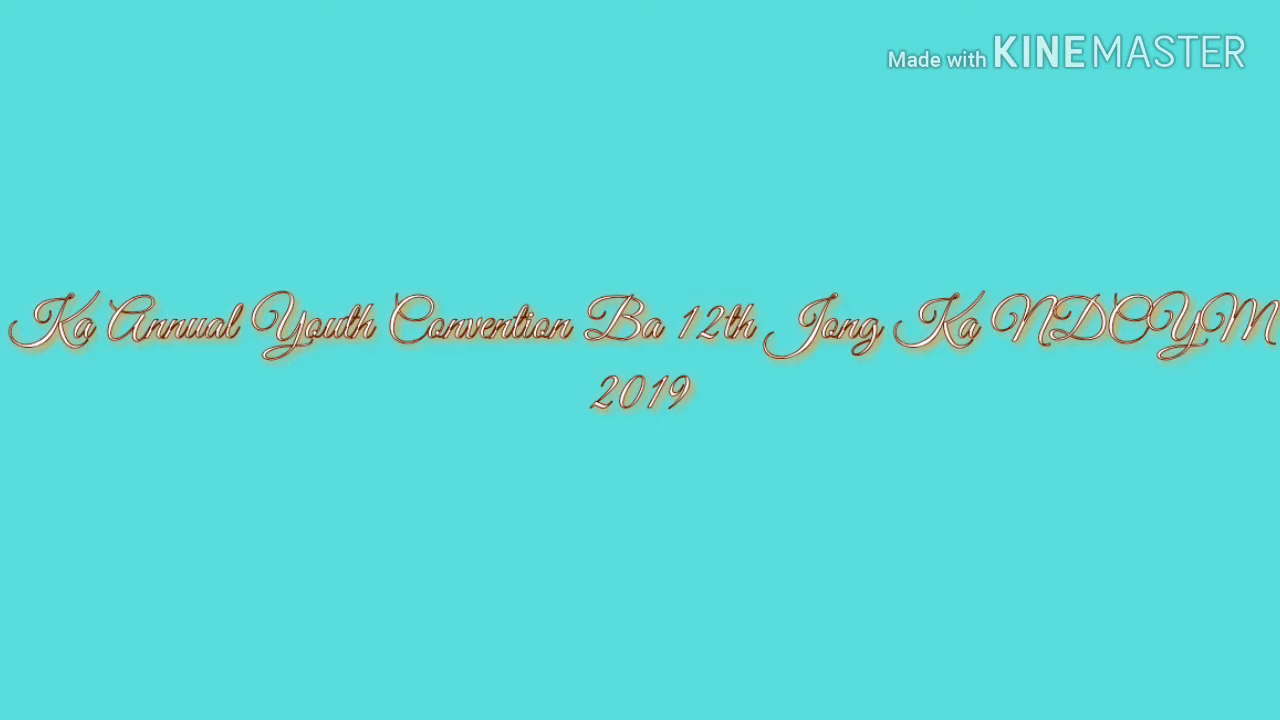 Made with KINEMASTER
Ka Annual Youth Convention Ba 12th Jong Ka NDCYM
2019